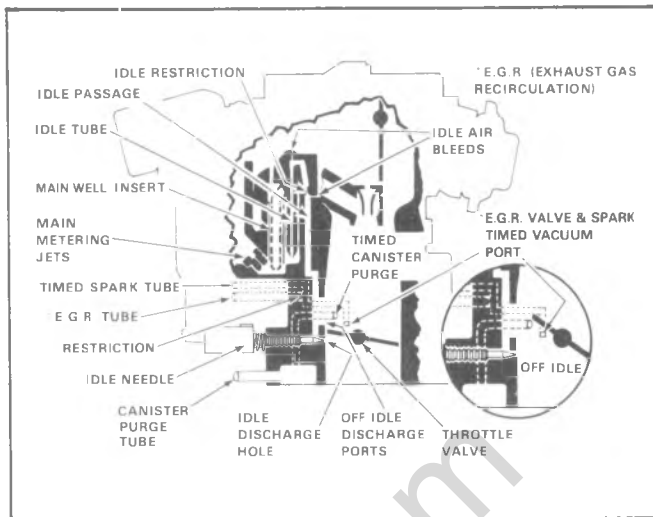 IDLE RESTRICTION
IDLE PASSAGE
IDLE TUBE
MAIN WELL INSERT
MAIN
METERING
JETS
TIMED SPARK TUBE
E G R TUBE
RESTRICTION
IDLE NEEDLE
CANISTER
PURGE
TUBE
IDLE
DISCHARGE
HOLE
OFF IDLE
DISCHARGE
PORTS
THROTTLE
VALVE
TIMED
CANISTER
PURGE
IDLE AIR
BLEEDS
*E.G.R (EXHAUST GAS
RECIRCULATION)
E.G.R. VALVE & SPARK
TIMED VACUUM
PORT
OFF IDLE